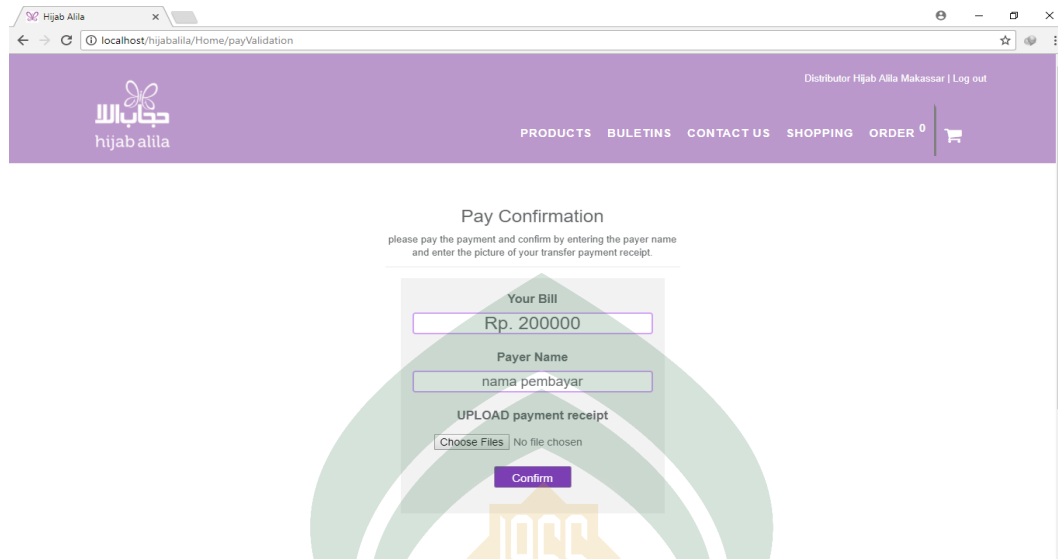 Hijab Alila
localhost/hijabalila/Home/payValidation
Distributor Hijab Alila Makassar | Log out
حجاب الالا
hijab alila
PRODUCTS BULETINS CONTACT US SHOPPING ORDER 0
Pay Confirmation
please pay the payment and confirm by entering the payer name
and enter the picture of your transfer payment receipt.
Your Bill
Rp. 200000
Payer Name
nama pembayar
UPLOAD payment receipt
Choose Files No file chosen
Confirm